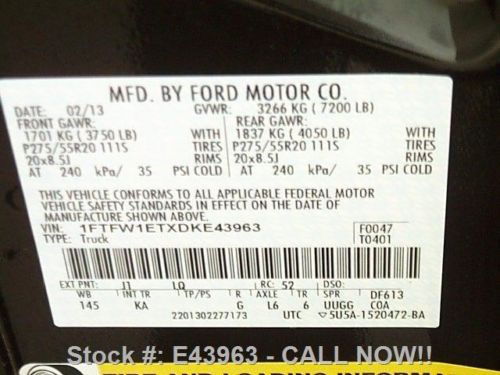 MFD. BY FORD MOTOR CO.
DATE: 02/13 GVWR: 3266 KG ( 7200 LB)
FRONT GAWR: REAR GAWR:
1701 KG ( 3750 LB) WITH 1837 KG ( 4050 LB) WITH
P275/55R20 111S TIRES P275/55R20 111S TIRES
20x8.5J RIMS 20x8.5J RIMS
AT 240 kPa/ 35 PSI COLD AT 240 kPa/ 35 PSI COLD
THIS VEHICLE CONFORMS TO ALL APPLICABLE FEDERAL MOTOR
VEHICLE SAFETY STANDARDS IN EFFECT ON THE DATE OF
MANUFACTURE SHOWN ABOVE.
VIN: 1FTFW1ETXDKE43963 F0047
TYPE: Truck T0401
EXT PNT: J1 LQ RC: 52 DSO:
WB INT TR TP/PS R AXLE TR SPR DF613
145 KA G L6 6 UUGG COA
2201302277173 UTC 5U5A-1520472-BA
Stock #: E43963 - CALL NOW!!
TIRE AND LOADING INFORMA